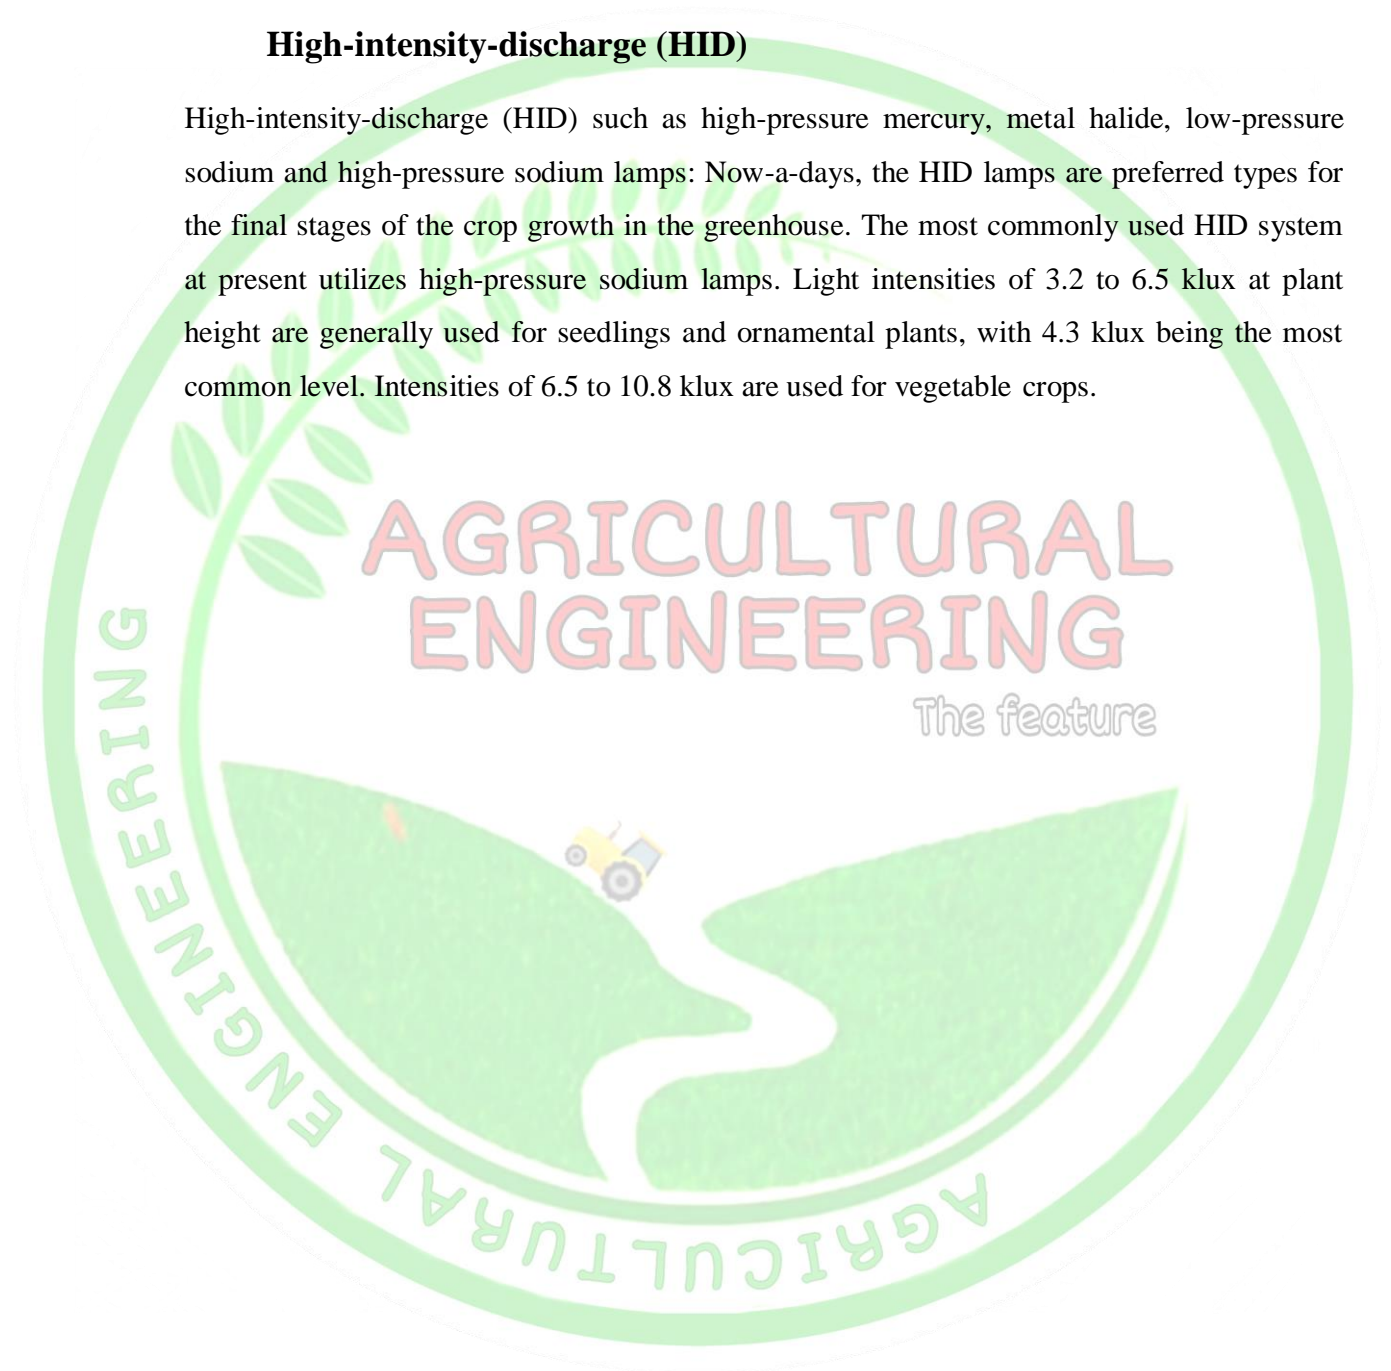 High-intensity-discharge (HID)
High-intensity-discharge (HID) such as high-pressure mercury, metal halide, low-pressure
sodium and high-pressure sodium lamps: Now-a-days, the HID lamps are preferred types for
the final stages of the crop growth in the greenhouse. The most commonly used HID system
at present utilizes high-pressure sodium lamps. Light intensities of 3.2 to 6.5 klux at plant
height are generally used for seedlings and ornamental plants, with 4.3 klux being the most
common level. Intensities of 6.5 to 10.8 klux are used for vegetable crops.
AGRICULTURAL
ENGINEERING
The feature
AGRICULTURAL ENGINEERING